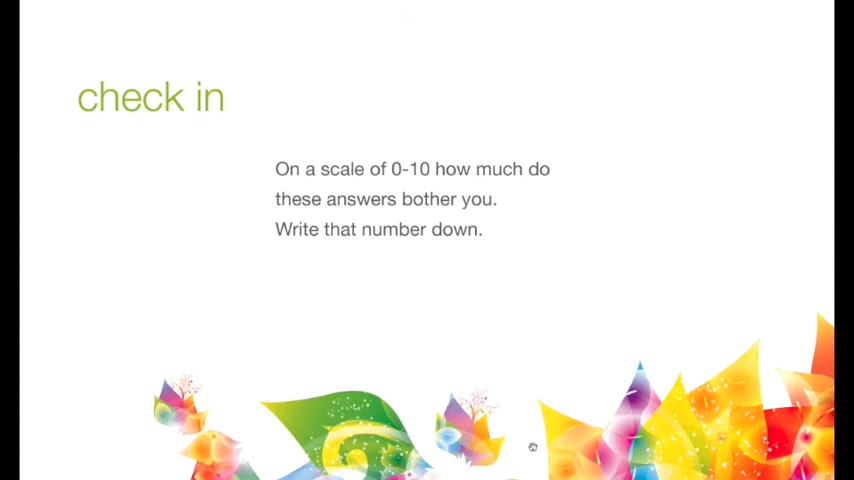 check in
On a scale of 0-10 how much do
these answers bother you.
Write that number down.